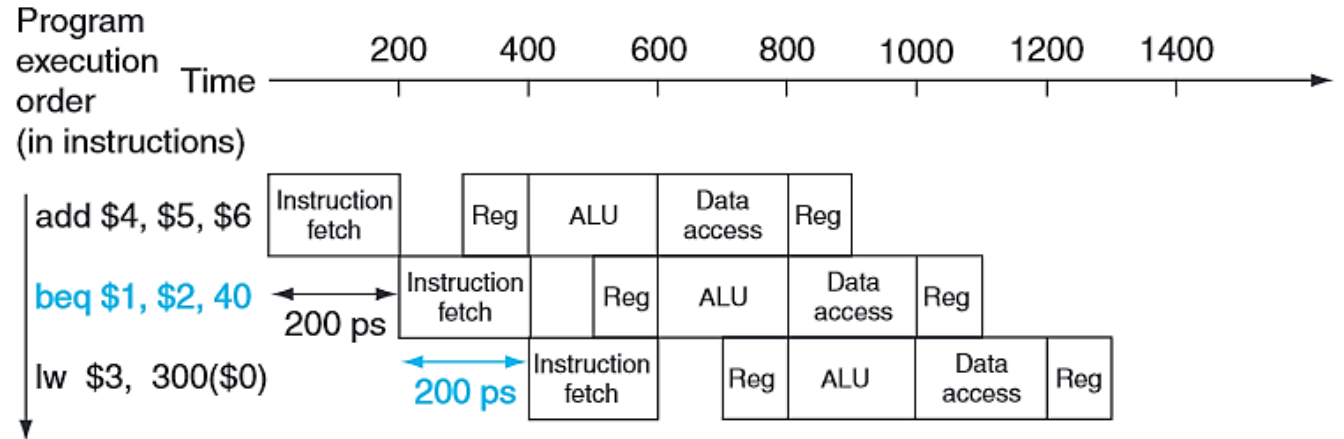 Program
execution
order
(in instructions)
Time
200 400 600 800 1000 1200 1400
add $4, $5, $6
Instruction
fetch
Reg
ALU
Data
access
Reg
beq $1, $2, 40
200 ps
Instruction
fetch
Reg
ALU
Data
access
Reg
lw $3, 300($0)
200 ps
Instruction
fetch
Reg
ALU
Data
access
Reg